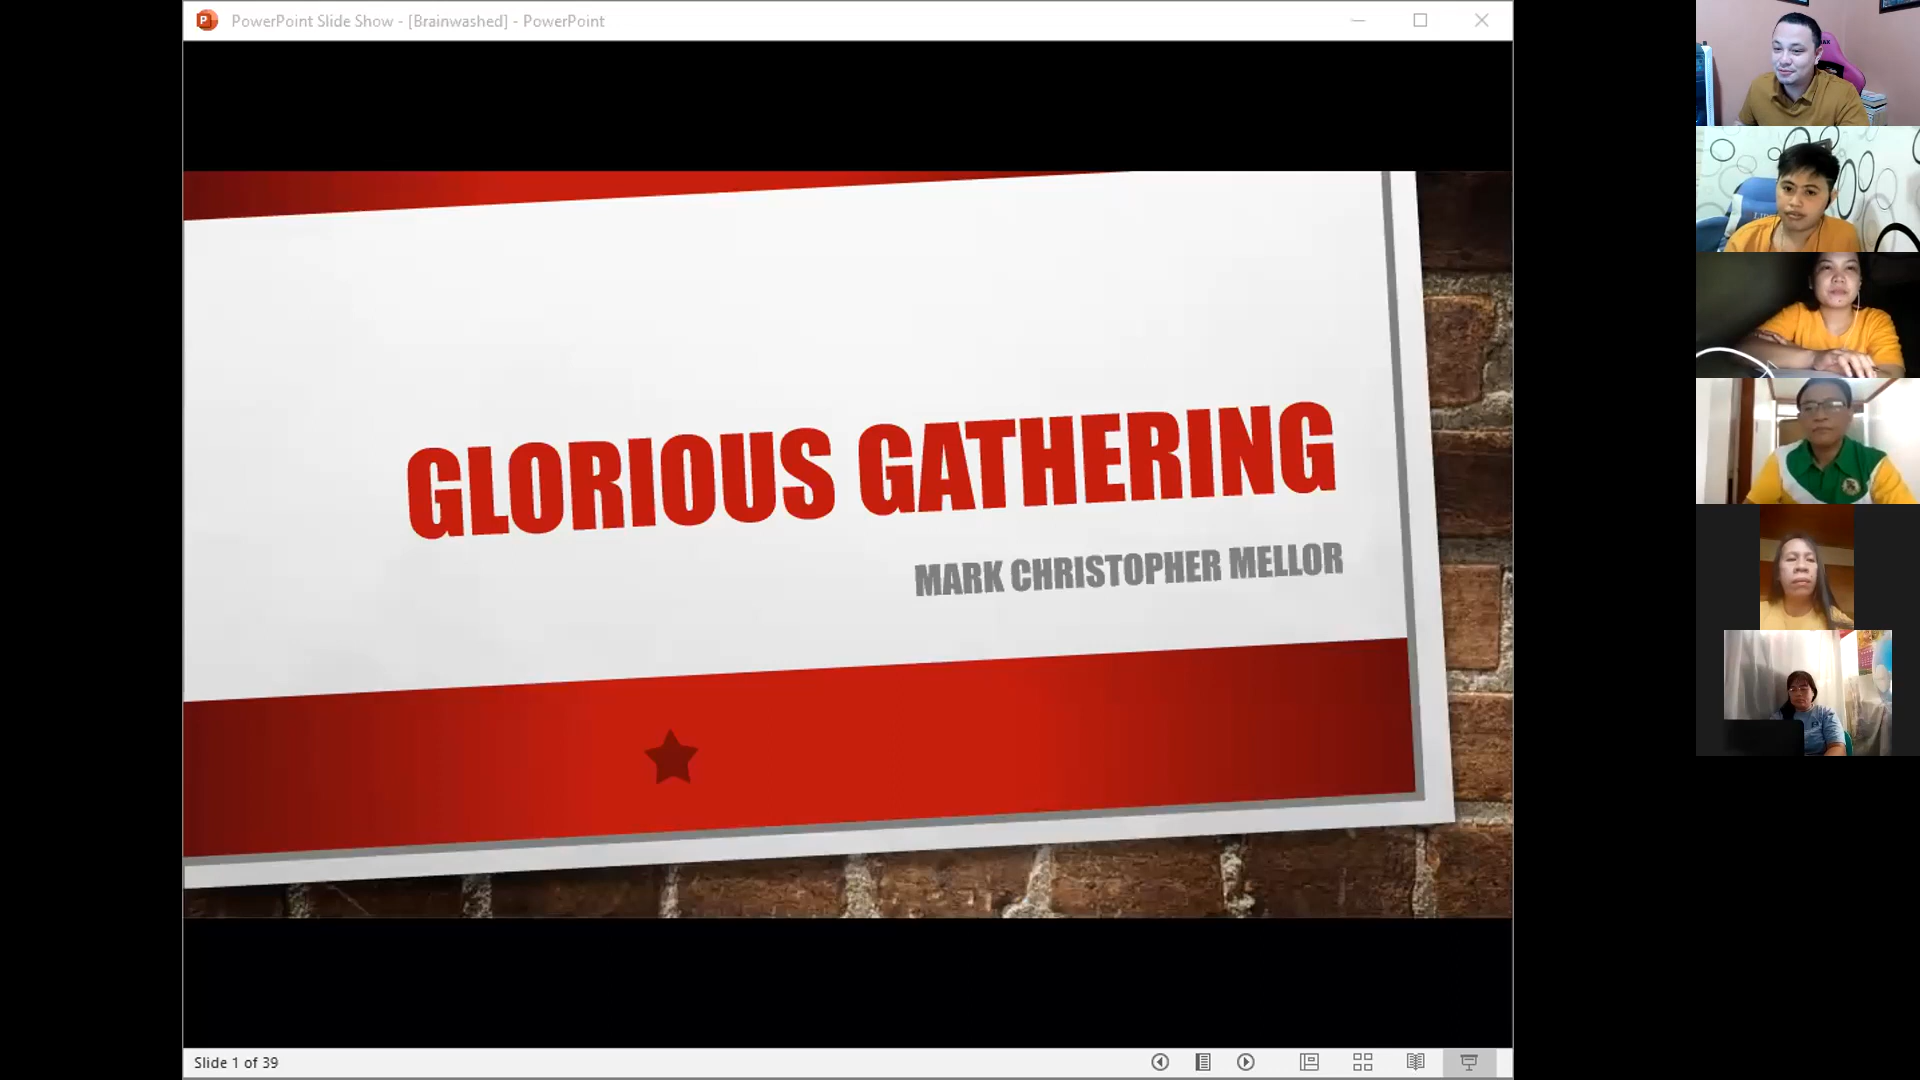 PowerPoint Slide Show - [Brainwashed] - PowerPoint
GLORIOUS GATHERING
MARK CHRISTOPHER MELLOR
Slide 1 of 39